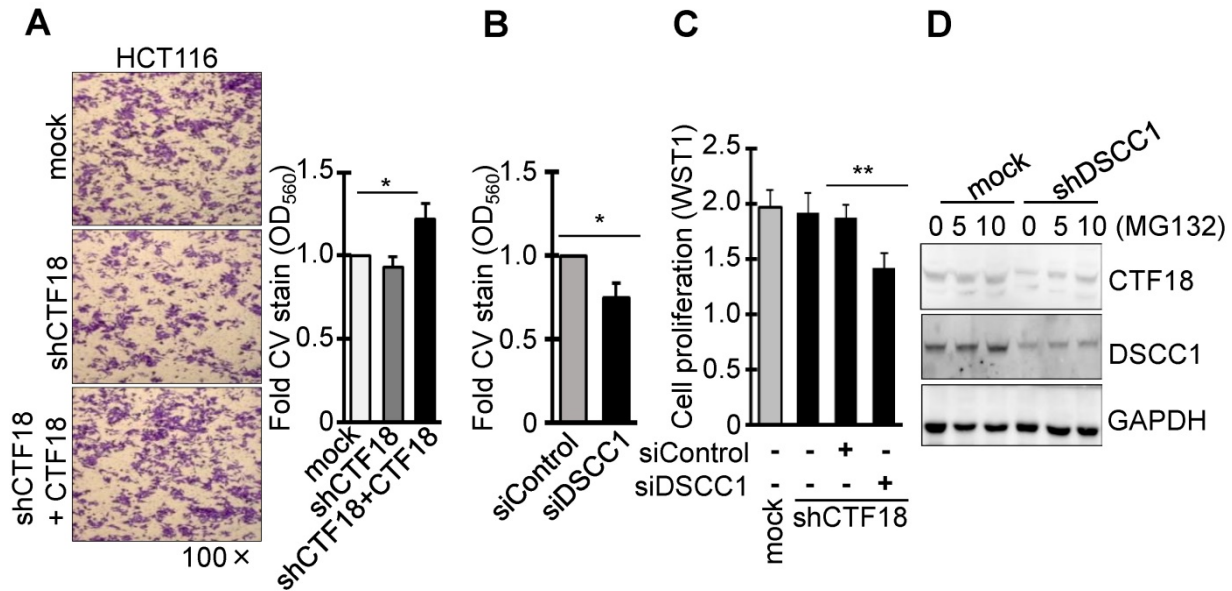 A
HCT116
mock
shCTF18
shCTF18
+ CTF18
100 ×
Fold CV stain (OD560)
1.5
1.0
0.5
0
*
mock
shCTF18
shCTF18+CTF18
B
Fold CV stain (OD560)
1.5
1.0
0.5
0
*
siControl
siDSCC1
C
Cell proliferation (WST1)
2.5
2.0
1.5
1.0
0.5
0
**
siControl - - + -
siDSCC1 - - - +
mock
shCTF18
D
mock shDSCC1
0 5 10 0 5 10 (MG132)
CTF18
DSCC1
GAPDH